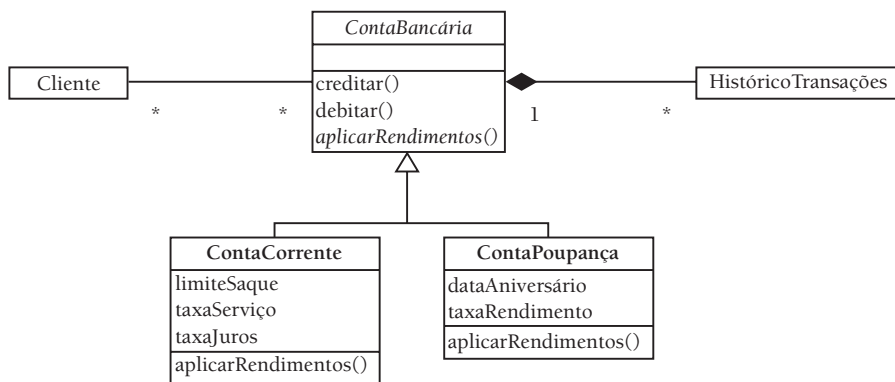 ContaBancária
Cliente
creditar()
debitar()
aplicarRendimentos()
HistóricoTransações
*
*
1
*
ContaCorrente
limiteSaque
taxaServiço
taxaJuros
aplicarRendimentos()
ContaPoupança
dataAniversário
taxaRendimento
aplicarRendimentos()